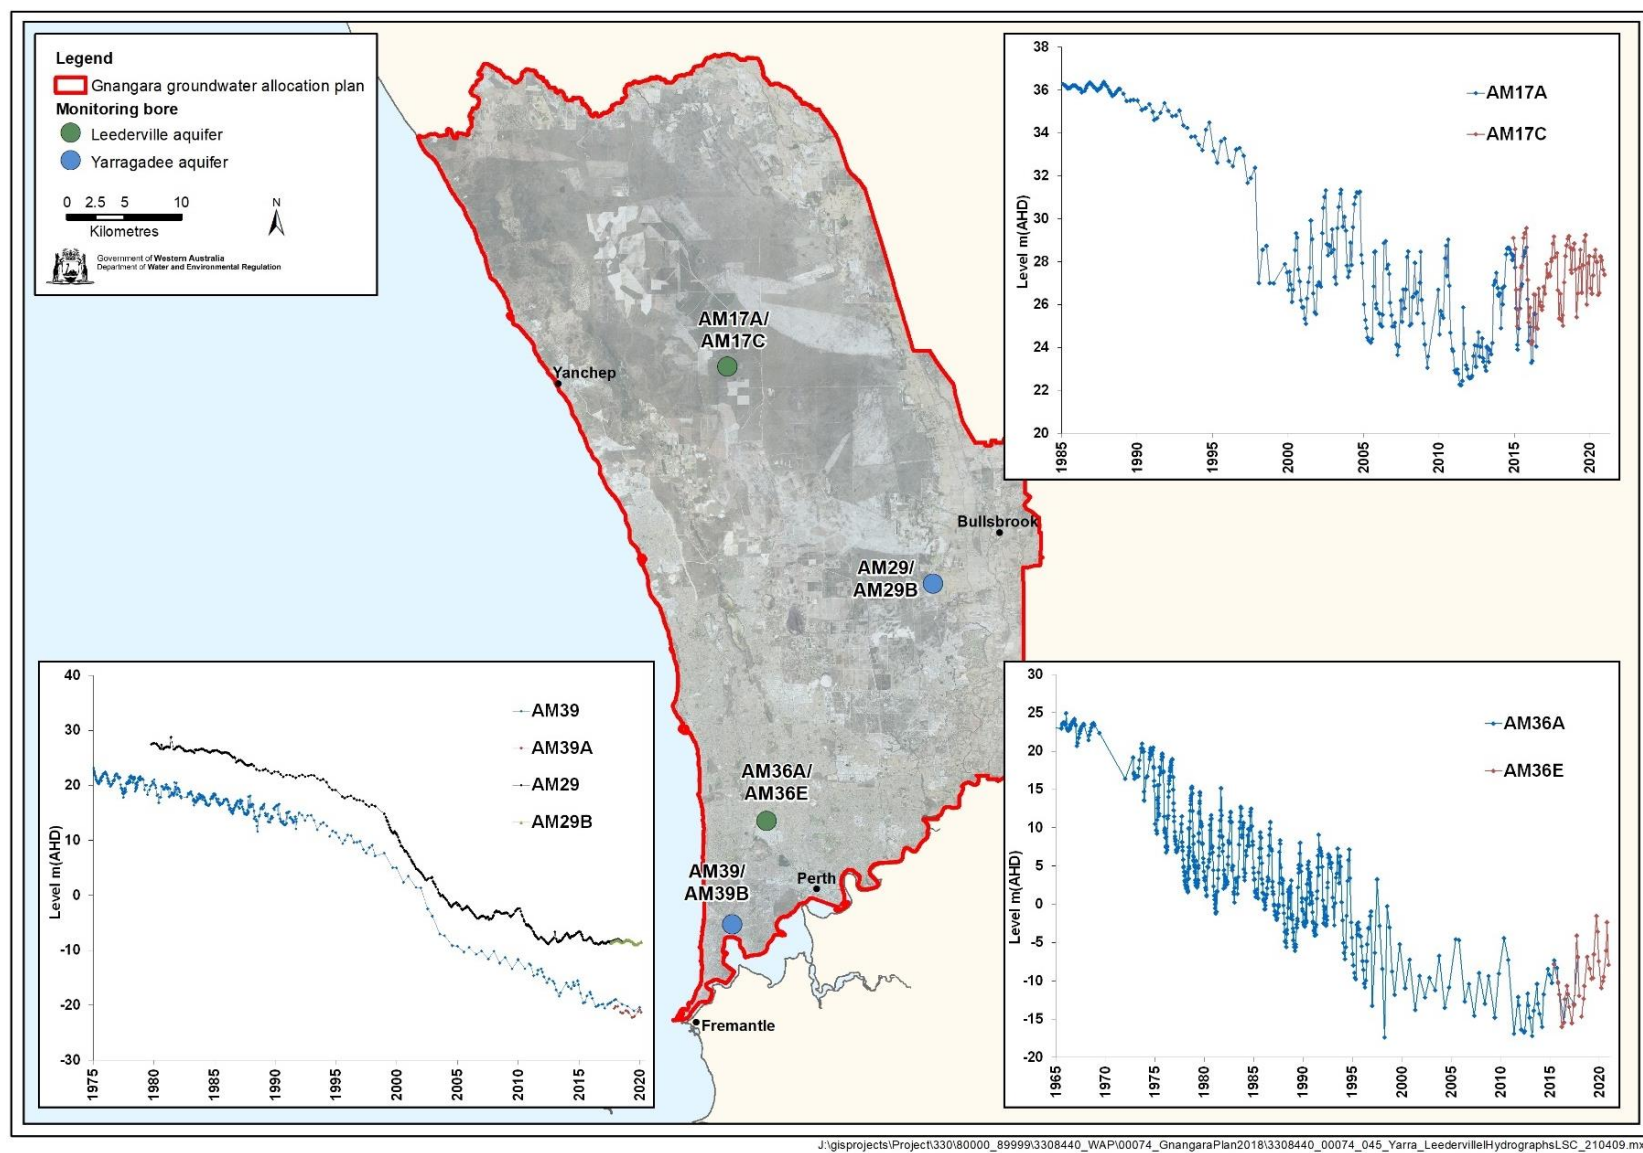 Legend
Gnangara groundwater allocation plan
Monitoring bore
Leederville aquifer
Yarragadee aquifer
0 2.5 5 10
Kilometres
N
Government of Western Australia
Department of Water and Environmental Regulation
38
36
34
32
30
28
26
24
22
20
Level m(AHD)
AM17A
AM17C
1985 1990 1995 2000 2005 2010 2015 2020
AM17A/
AM17C
Yanchep
Bullsbrook
AM29/
AM29B
AM36A/
AM36E
AM39/
AM39B
Perth
Fremantle
40
30
20
10
0
-10
-20
-30
Level m(AHD)
AM39
AM39A
AM29
AM29B
1975 1980 1985 1990 1995 2000 2005 2010 2015 2020
30
25
20
15
10
5
0
-5
-10
-15
-20
Level m(AHD)
AM36A
AM36E
1965 1970 1975 1980 1985 1990 1995 2000 2005 2010 2015 2020
J:\gisprojects\Project\330\80000_89999\3308440_WAP\00074_GnangaraPlan2018\3308440_00074_045_Yarra_LeedervillelHydrographsLSC_210409.mx